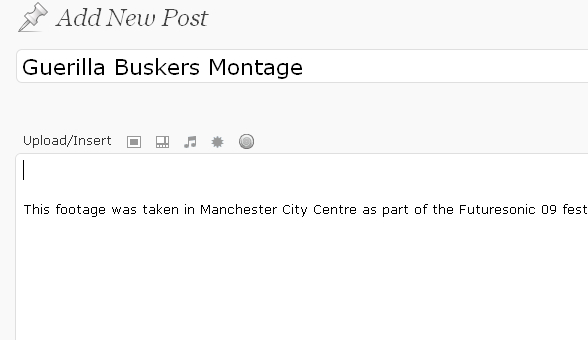 Add New Post
Guerilla Buskers Montage
Upload/Insert
This footage was taken in Manchester City Centre as part of the Futuresonic 09 fest